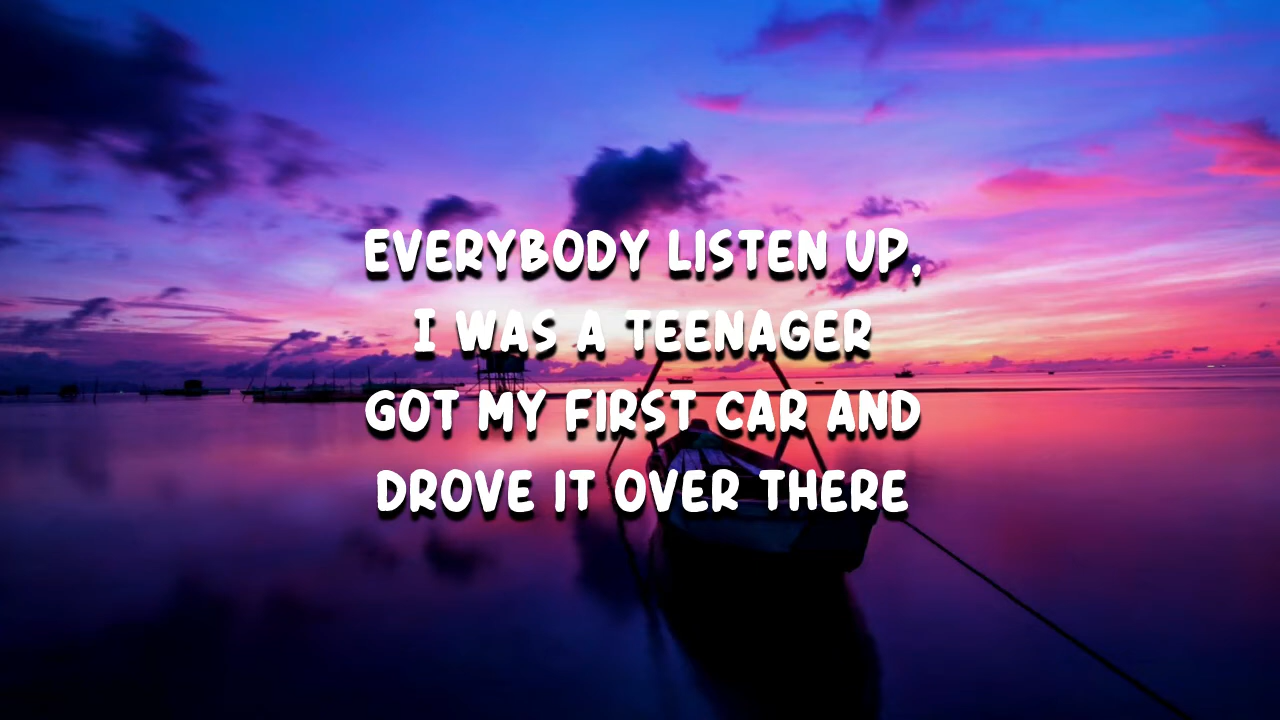 EVERYBODY LISTEN UP,
I WAS A TEENAGER
GOT MY FIRST CAR AND
DROVE IT OVER THERE